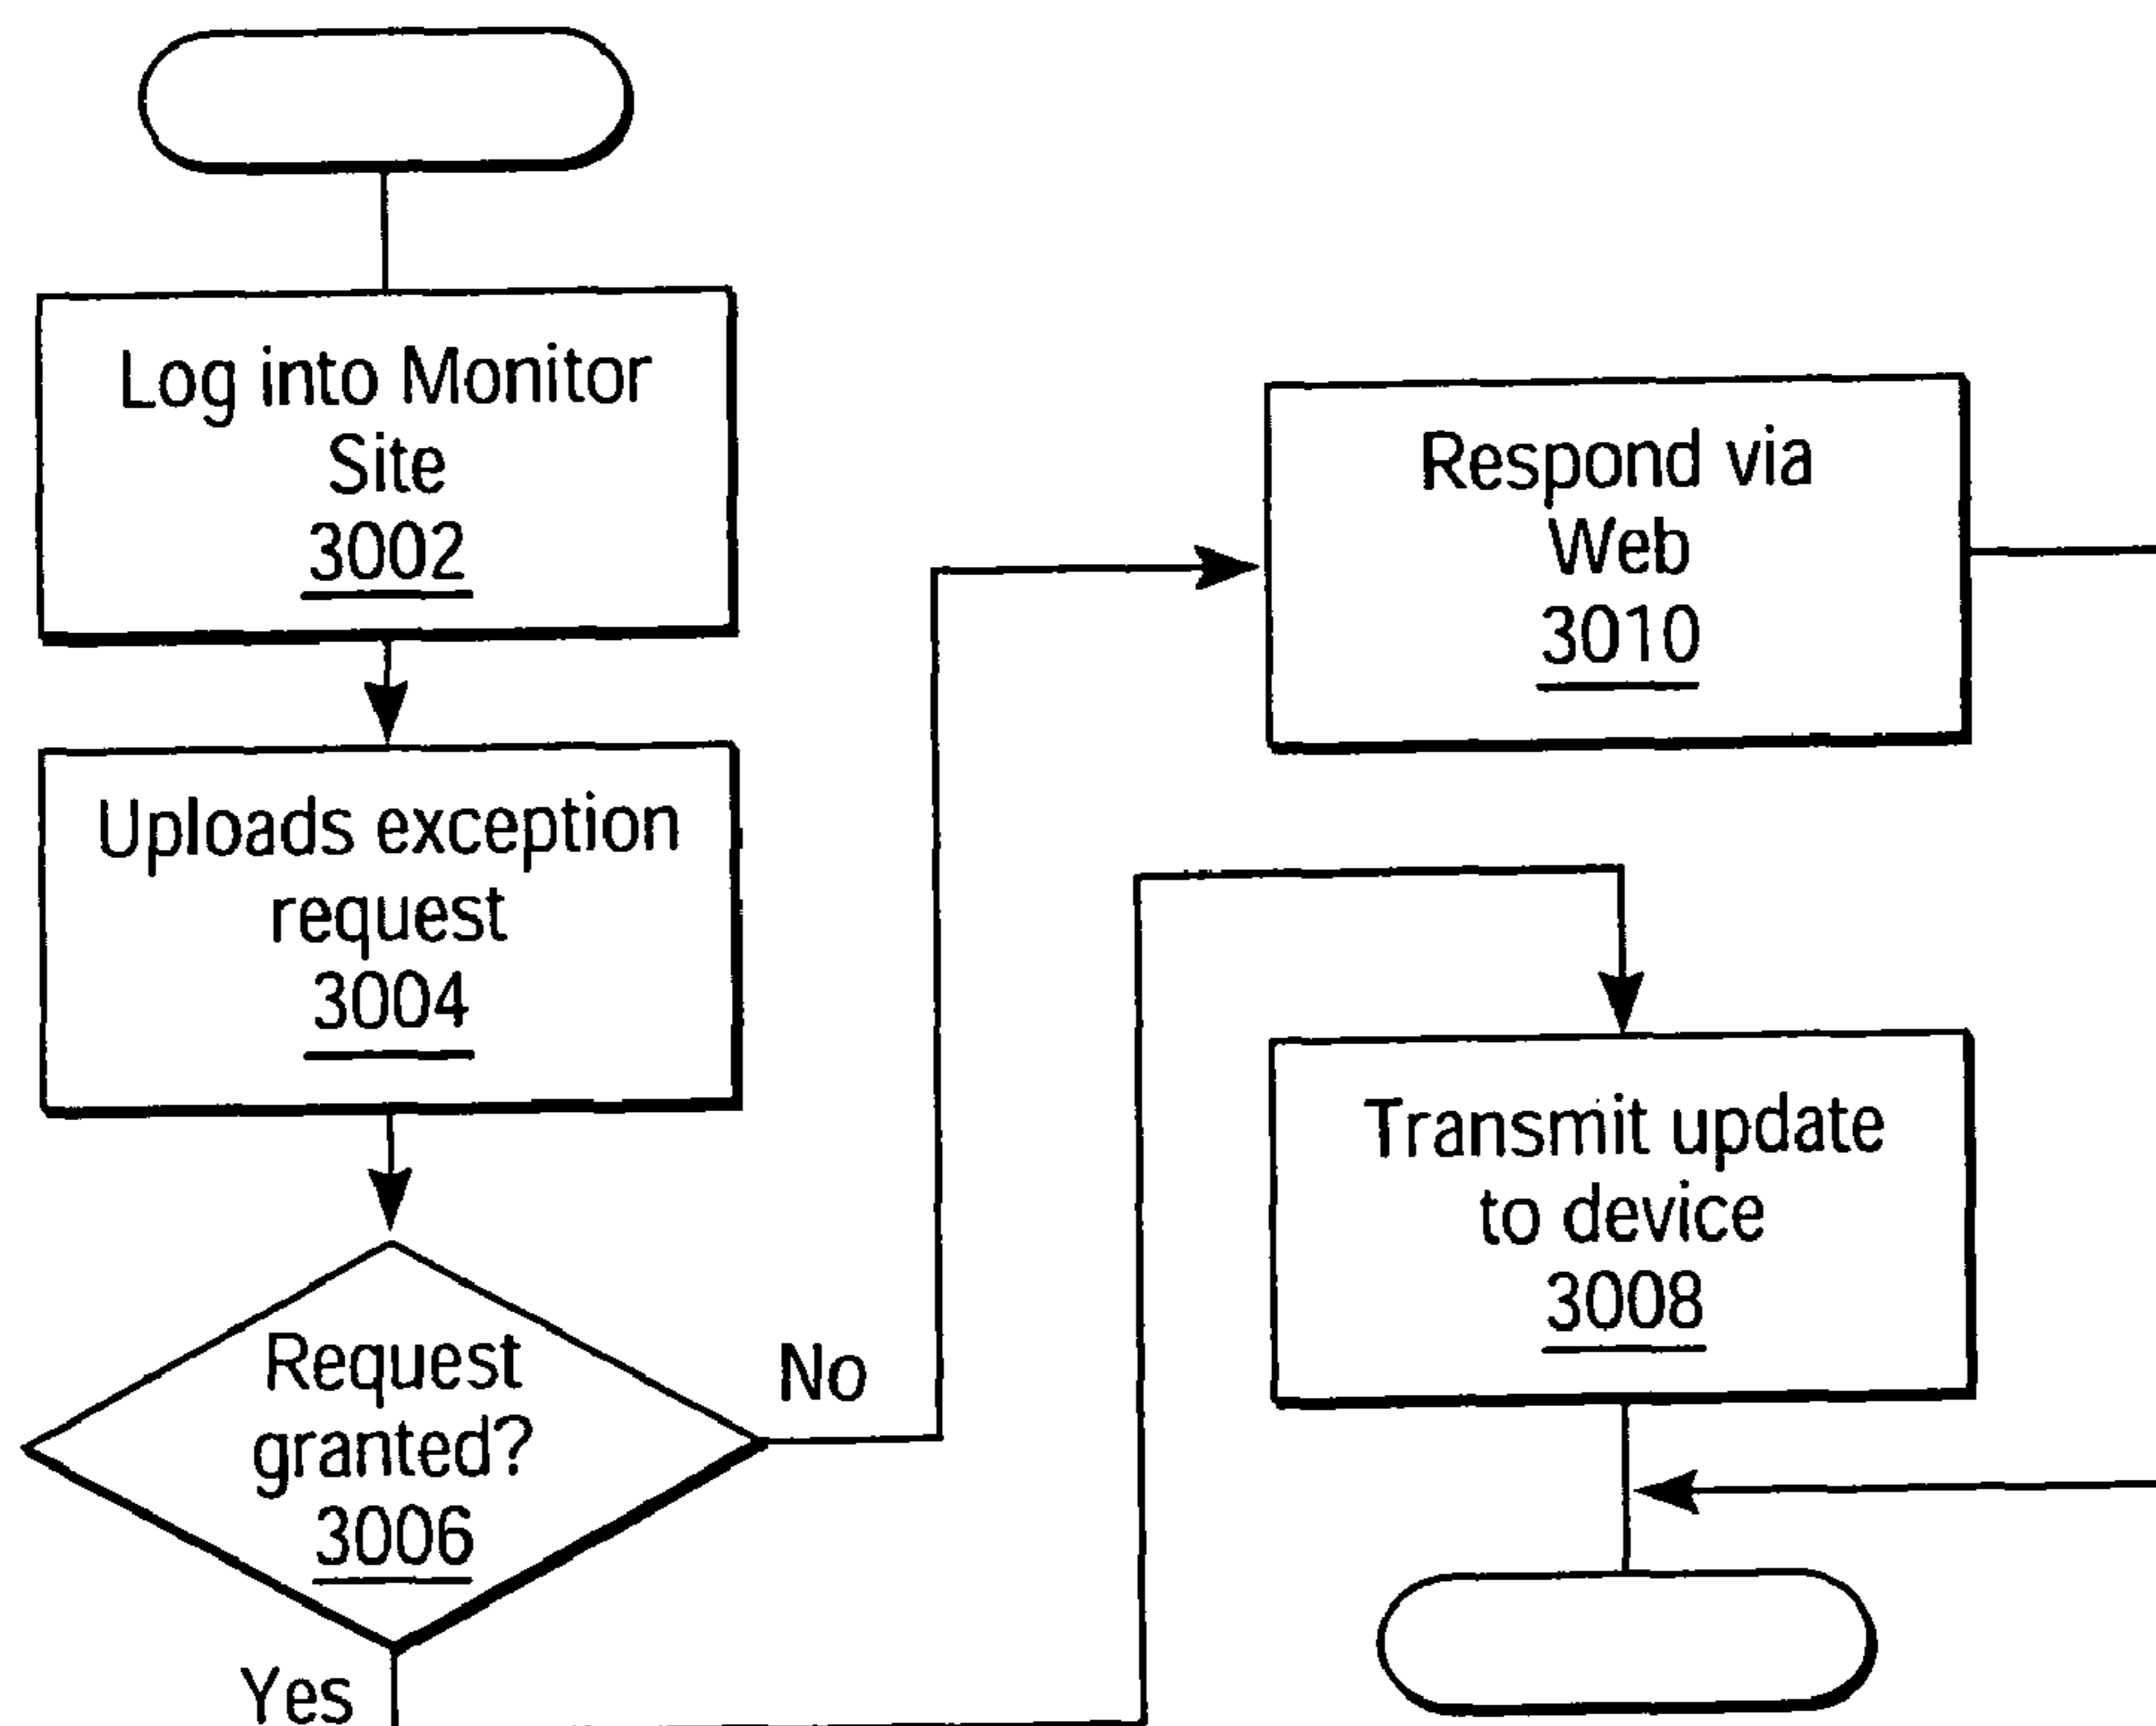 Log into Monitor
Site
3002
Uploads exception
request
3004
Request
granted?
3006
No
Yes
Respond via
Web
3010
Transmit update
to device
3008